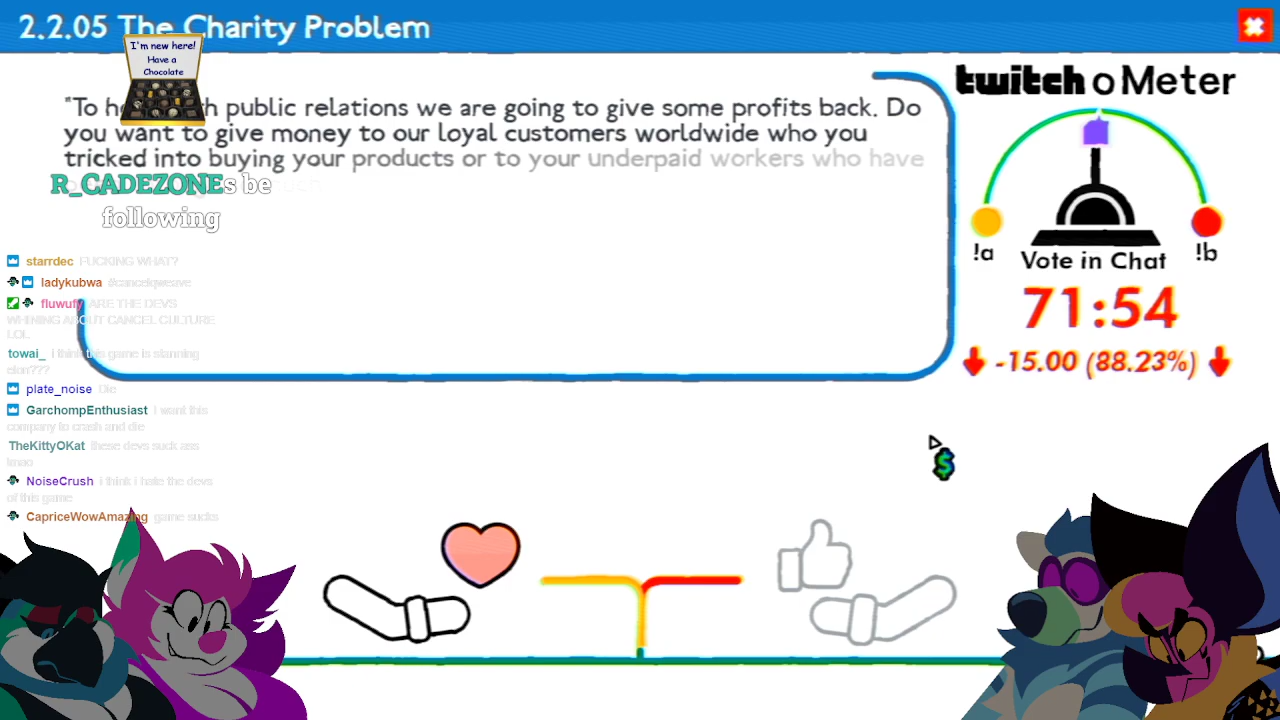 2.2.05 The Charity Problem
I'm new here!
Have a
Chocolate
"To h th public relations we are going to give some profits back. Do
you want to give money to our loyal customers worldwide who you
tricked into buying your products or to your underpaid workers who have
R_CADEZONEs be
following
starrdec FUCKING WHAT?
ladykubwa #cancelqweave
fluwufy ARE THE DEVS
WHINING ABOUT CANCEL CULTURE
LOL
towai_ i think this game is stanning
elon???
plate_noise Die
GarchompEnthusiast I want this
company to crash and die
TheKittyOKat these devs suck ass
lmao
NoiseCrush i think i hate the devs
of this game
CapriceWowAmazing game sucks
twitch o Meter
!a Vote in Chat !b
71:54
-15.00 (88.23%)
$